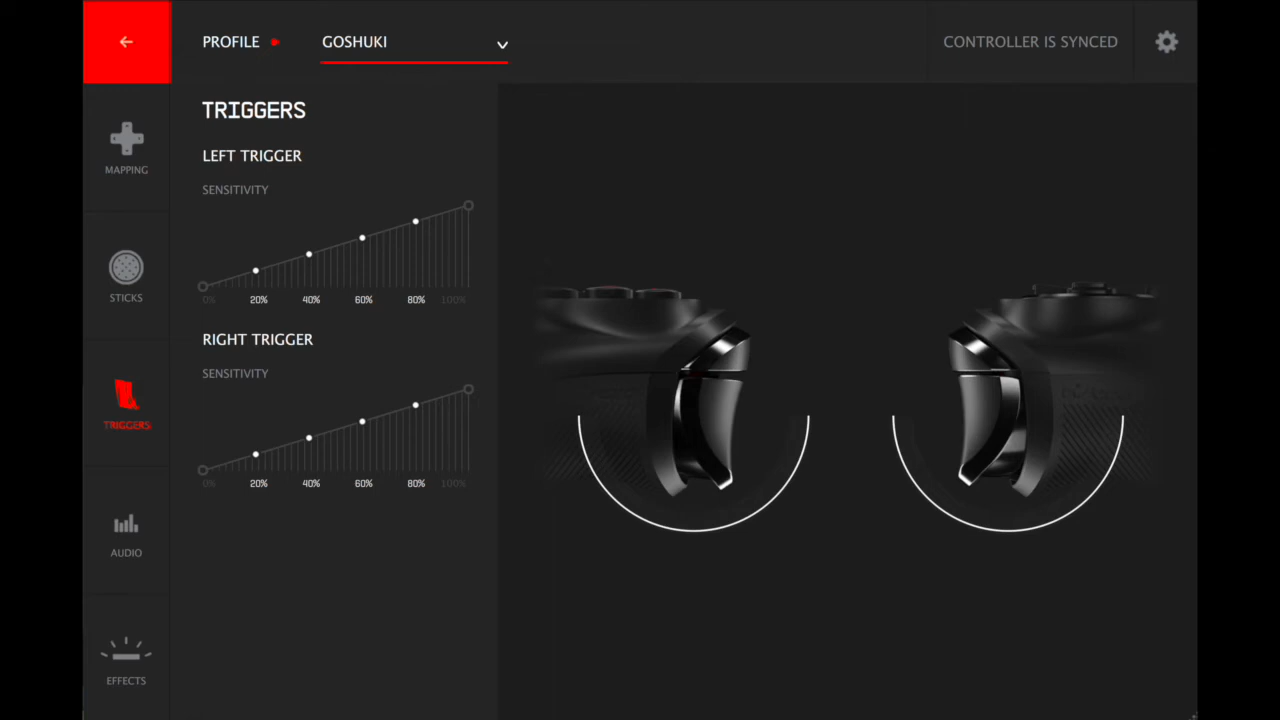 PROFILE GOSHUKI CONTROLLER IS SYNCED
MAPPING
STICKS
TRIGGERS
AUDIO
EFFECTS
TRIGGERS
LEFT TRIGGER
SENSITIVITY
0% 20% 40% 60% 80% 100%
RIGHT TRIGGER
SENSITIVITY
0% 20% 40% 60% 80% 100%